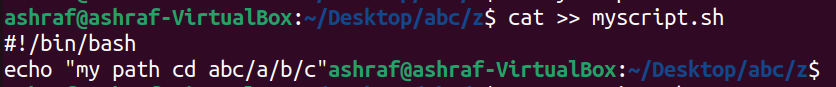 ashraf@ashraf-VirtualBox:~/Desktop/abc/z$ cat >> myscript.sh
#!/bin/bash
echo "my path cd abc/a/b/c"ashraf@ashraf-VirtualBox:~/Desktop/abc/z$